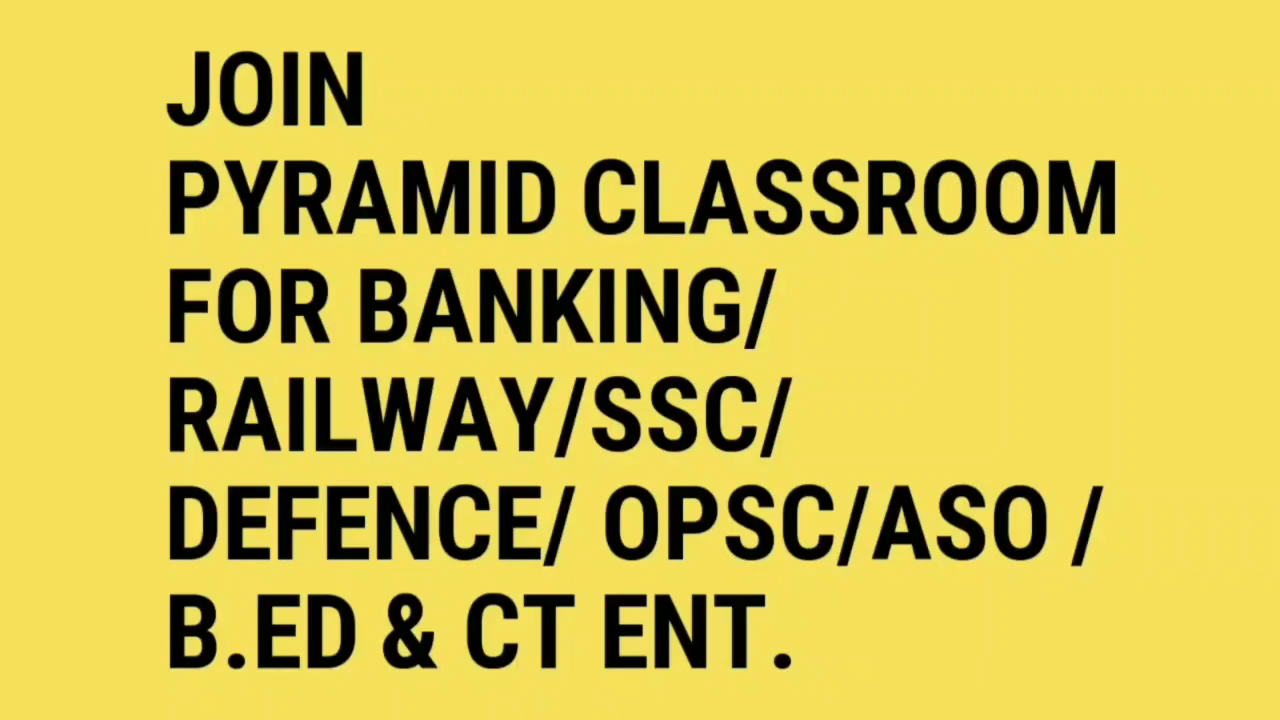 JOIN
PYRAMID CLASSROOM
FOR BANKING/
RAILWAY/SSC/
DEFENCE/ OPSC/ASO /
B.ED & CT ENT.